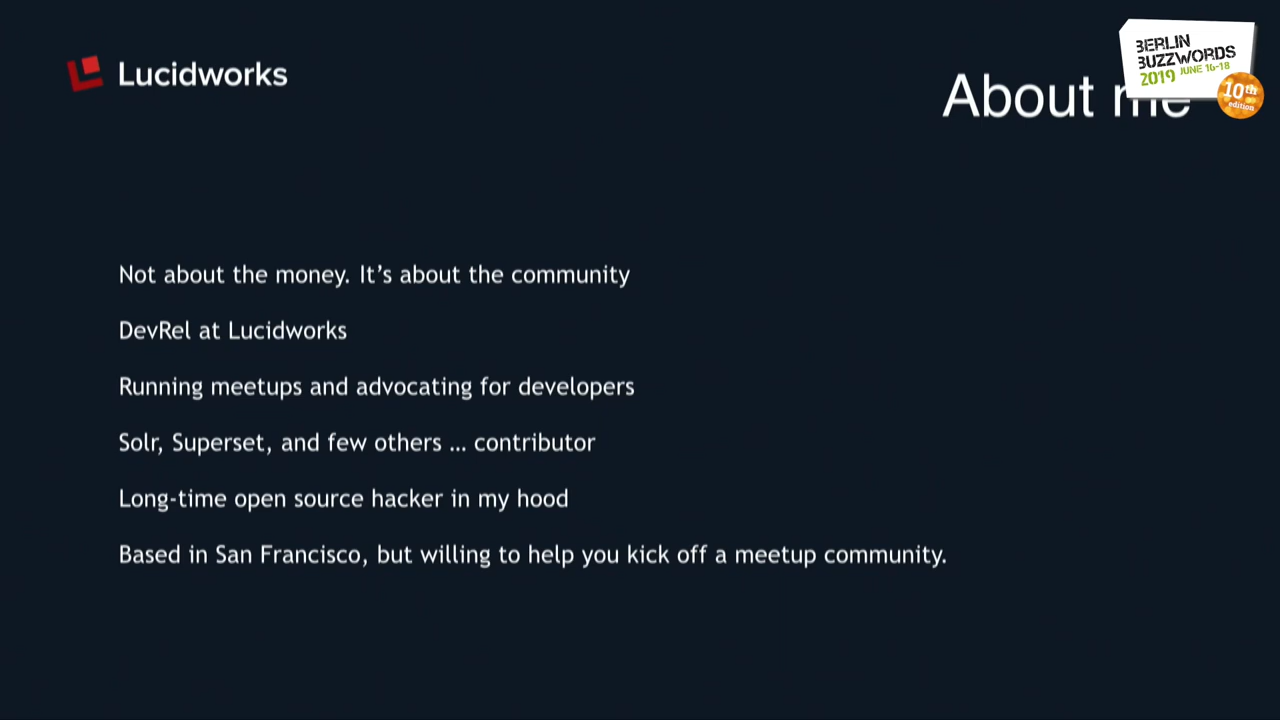 Lucidworks
BERLIN
BUZZWORDS
2019 JUNE 16-18
10th
edition
About me
Not about the money. It’s about the community
DevRel at Lucidworks
Running meetups and advocating for developers
Solr, Superset, and few others ... contributor
Long-time open source hacker in my hood
Based in San Francisco, but willing to help you kick off a meetup community.